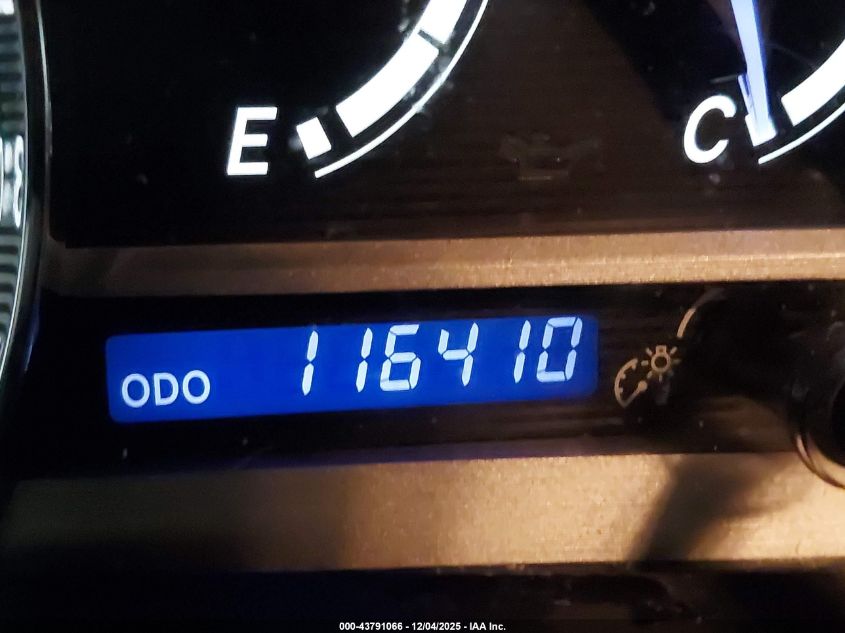 E
C
ODO 116410
000-43791066 - 12/04/2025 - IAA Inc.